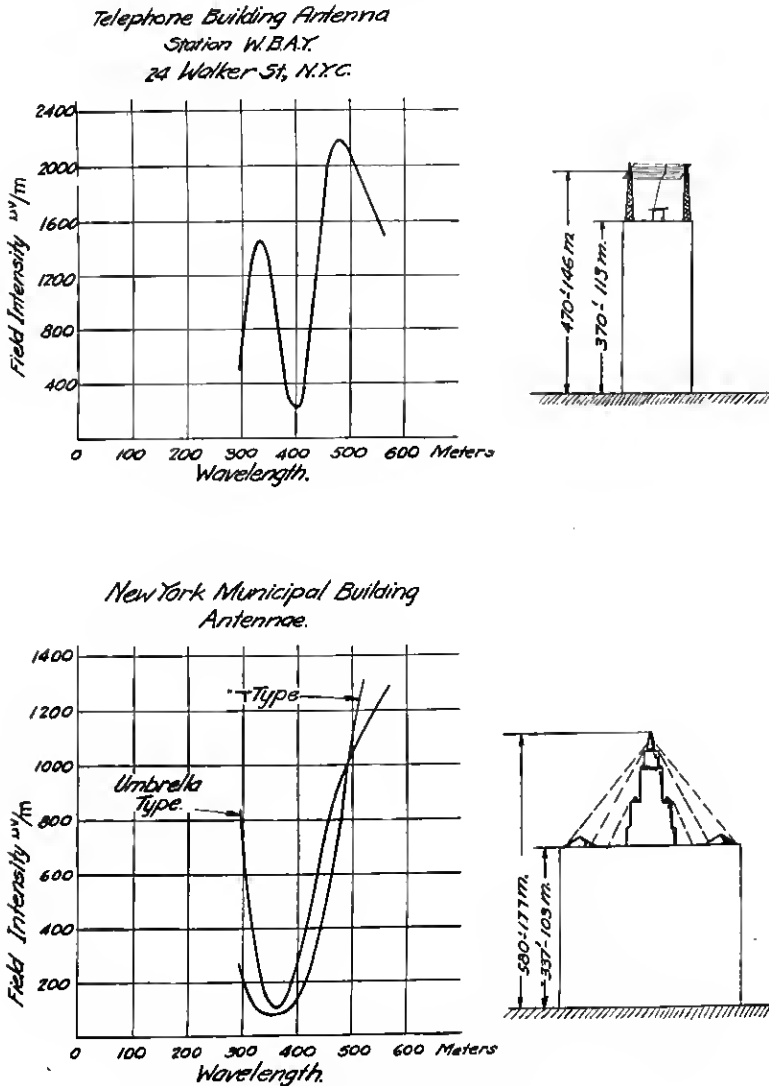 Telephone Building Antenna
Station W.B.A.Y.
24 Walker St, N.Y.C.
Field Intensity uv/m
2400
2000
1600
1200
800
400
0 100 200 300 400 500 600 Meters
Wavelength.
470'-146 m.
370'-113 m.
New York Municipal Building
Antennae.
Field Intensity uv/m
1400
1200
1000
800
600
400
200
T Type
Umbrella
Type.
0 100 200 300 400 500 600 Meters
Wavelength.
580'-177 m.
337'-103 m.